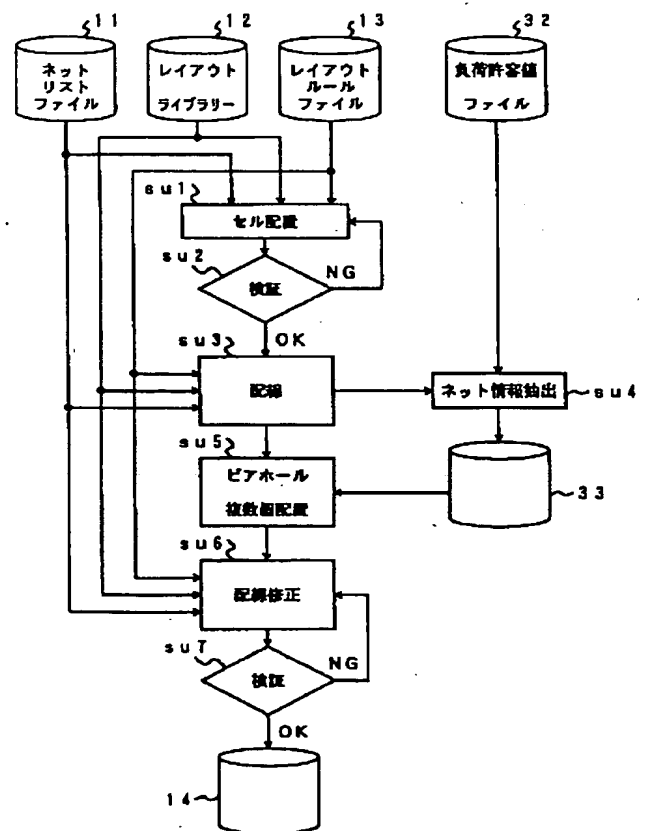 11
12
13
32
ネット
リスト
ファイル
レイアウト
ライブラリー
レイアウト
ルール
ファイル
負荷許容値
ファイル
su1
セル配置
su2
検証
NG
OK
su3
配線
ネット情報抽出
su4
su5
ビアホール
複数個配置
33
su6
配線修正
su7
検証
NG
OK
14